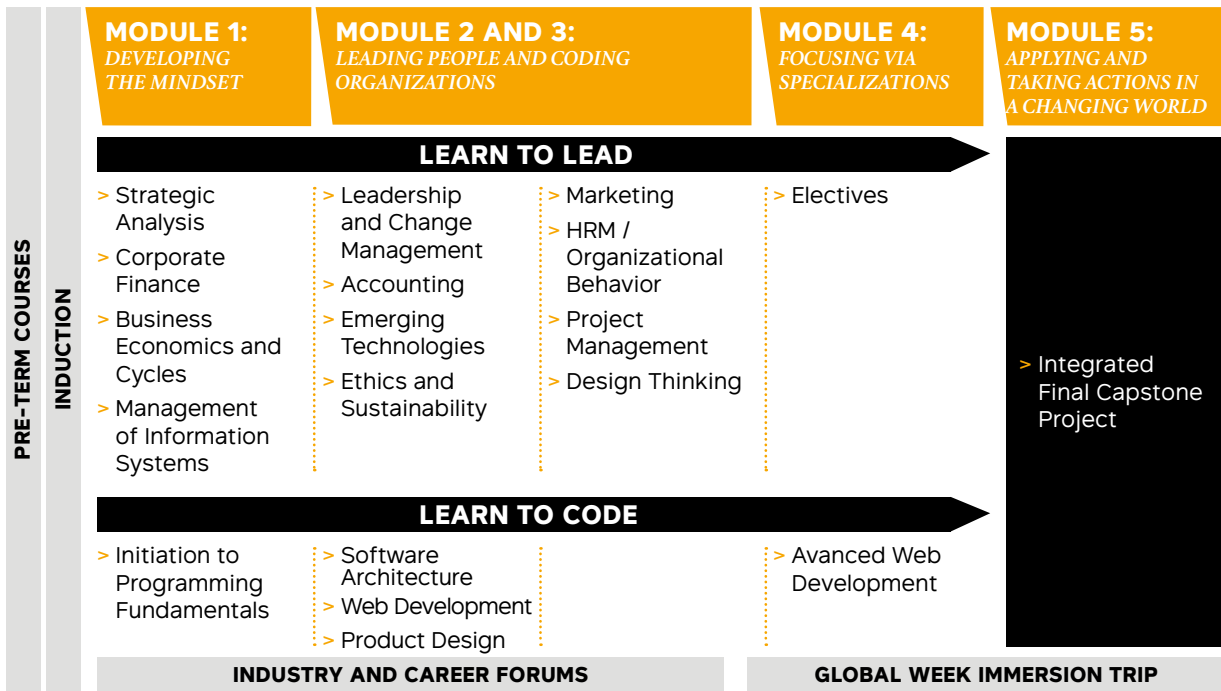 PRE-TERM COURSES
INDUCTION
MODULE 1:
DEVELOPING
THE MINDSET
MODULE 2 AND 3:
LEADING PEOPLE AND CODING
ORGANIZATIONS
MODULE 4:
FOCUSING VIA
SPECIALIZATIONS
MODULE 5:
APPLYING AND
TAKING ACTIONS IN
A CHANGING WORLD
LEARN TO LEAD
> Strategic
Analysis
> Corporate
Finance
> Business
Economics and
Cycles
> Management
of Information
Systems
> Leadership
and Change
Management
> Accounting
> Emerging
Technologies
> Ethics and
Sustainability
> Marketing
> HRM /
Organizational
Behavior
> Project
Management
> Design Thinking
> Electives
> Integrated
Final Capstone
Project
LEARN TO CODE
> Initiation to
Programming
Fundamentals
> Software
Architecture
> Web Development
> Product Design
> Avanced Web
Development
INDUSTRY AND CAREER FORUMS
GLOBAL WEEK IMMERSION TRIP